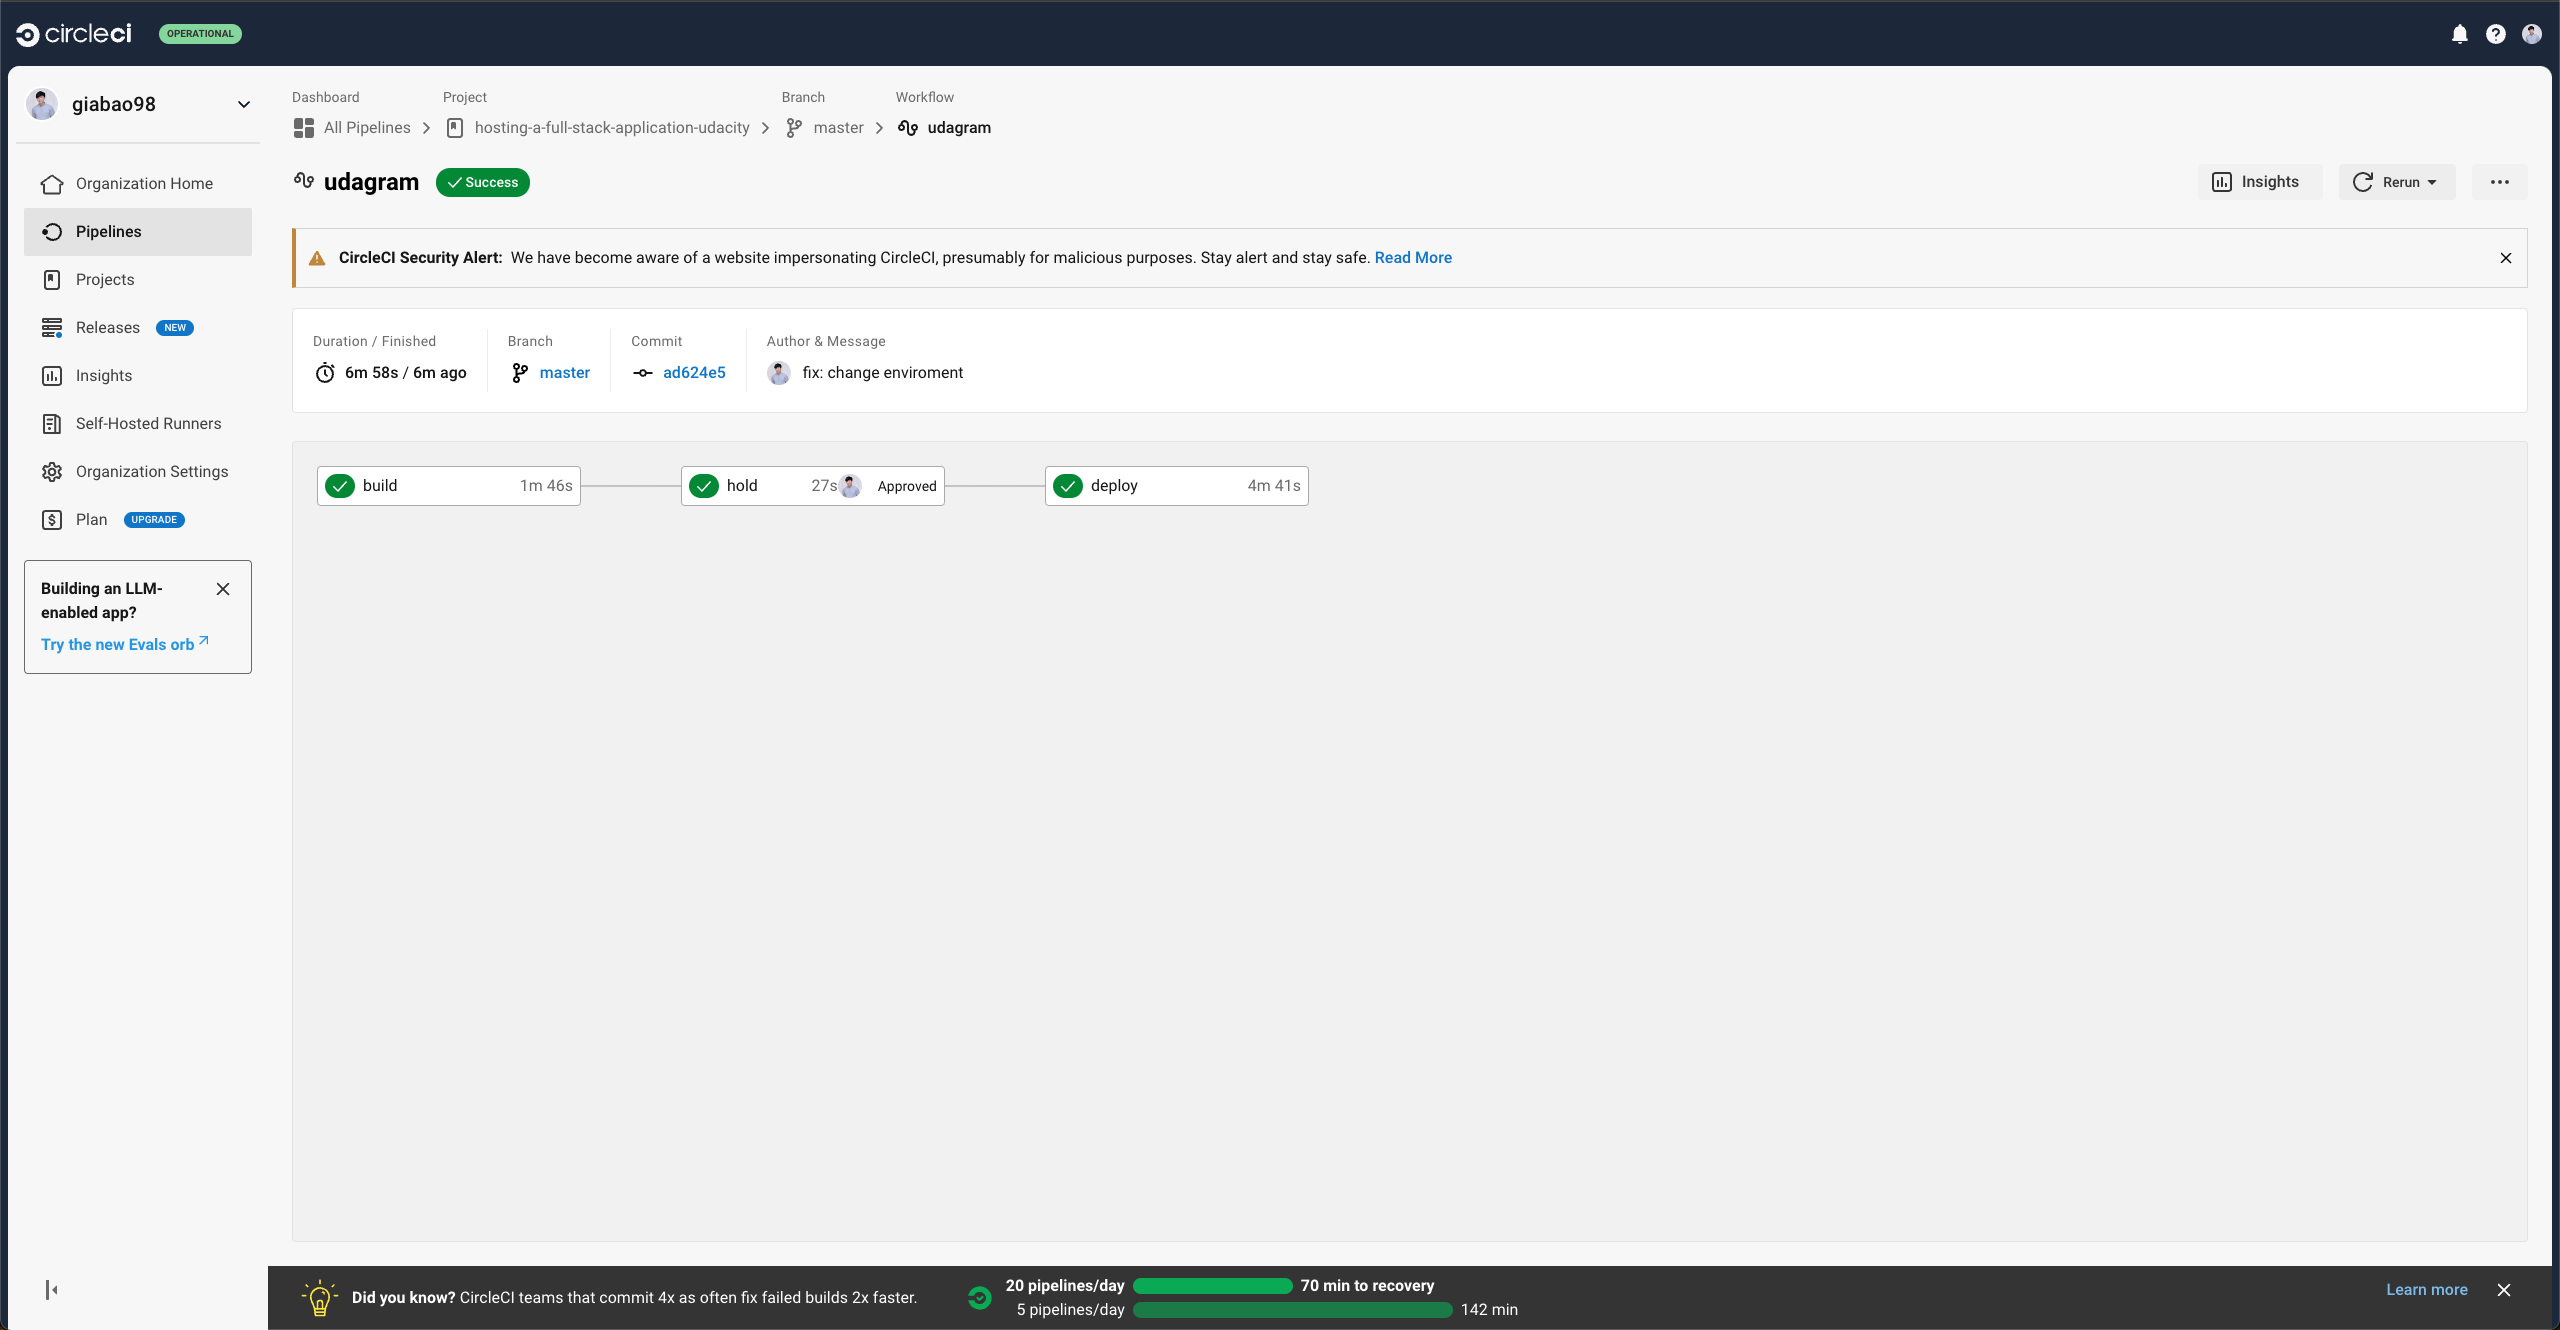 circleci OPERATIONAL
giabao98
Organization Home
Pipelines
Projects
Releases NEW
Insights
Self-Hosted Runners
Organization Settings
Plan UPGRADE
Building an LLM-
enabled app?
Try the new Evals orb
Dashboard Project Branch Workflow
All Pipelines hosting-a-full-stack-application-udacity master udagram
udagram Success Insights Rerun
CircleCI Security Alert: We have become aware of a website impersonating CircleCI, presumably for malicious purposes. Stay alert and stay safe. Read More
Duration / Finished Branch Commit Author & Message
6m 58s / 6m ago master ad624e5 fix: change enviroment
build 1m 46s hold 27s Approved deploy 4m 41s
Did you know? CircleCI teams that commit 4x as often fix failed builds 2x faster.
20 pipelines/day 70 min to recovery
5 pipelines/day 142 min
Learn more